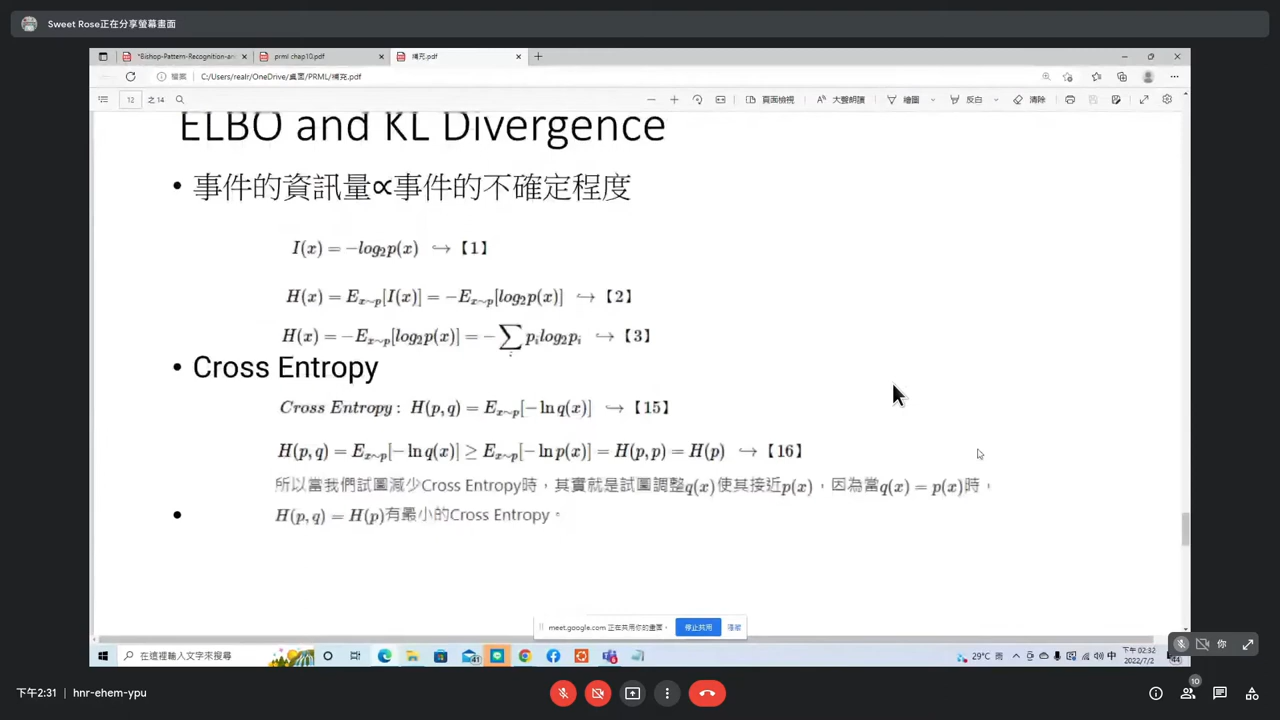 Sweet Rose正在分享螢幕畫面
*Bishop-Pattern-Recognition-an
prml chap10.pdf
補充.pdf
檔案 C:/Users/realr/OneDrive/桌面/PRML/補充.pdf
12 之 14 頁面檢視 大聲朗讀 繪圖 反白 清除
ELBO and KL Divergence
• 事件的資訊量∝事件的不確定程度
I(x) = −log₂p(x) ↪【1】
H(x) = E_{x∼p}[I(x)] = −E_{x∼p}[log₂p(x)] ↪【2】
H(x) = −E_{x∼p}[log₂p(x)] = −∑_i p_i log₂p_i ↪【3】
• Cross Entropy
Cross Entropy : H(p,q) = E_{x∼p}[−ln q(x)] ↪【15】
H(p,q) = E_{x∼p}[−ln q(x)] ≥ E_{x∼p}[−ln p(x)] = H(p,p) = H(p) ↪【16】
所以當我們試圖減少Cross Entropy時，其實就是試圖調整q(x)使其接近p(x)，因為當q(x) = p(x)時，
• H(p,q) = H(p)有最小的Cross Entropy。
meet.google.com 正在共用你的畫面。 停止共用 隱藏
在這裡輸入文字來搜尋
41
29°C 雨
中
下午 02:32
2022/7/2
44
你
下午2:31 | hnr-ehem-ypu
10